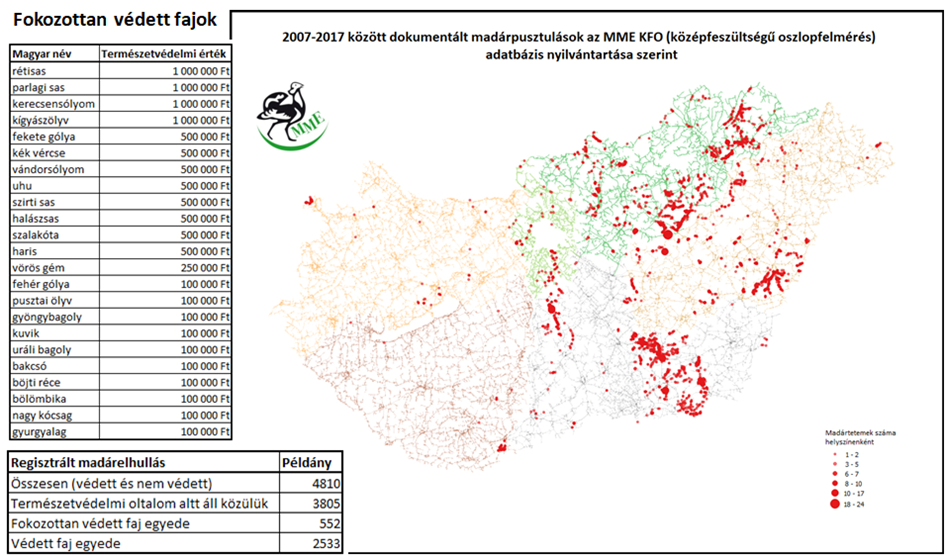 Fokozottan védett fajok
Magyar név Természetvédelmi érték
rétisas 1 000 000 Ft
parlagi sas 1 000 000 Ft
kerecsensólyom 1 000 000 Ft
kígyászölyv 1 000 000 Ft
fekete gólya 500 000 Ft
kék vércse 500 000 Ft
vándorsólyom 500 000 Ft
uhu 500 000 Ft
szirti sas 500 000 Ft
halászsas 500 000 Ft
szalakóta 500 000 Ft
haris 500 000 Ft
vörös gém 250 000 Ft
fehér gólya 100 000 Ft
pusztai ölyv 100 000 Ft
gyöngybagoly 100 000 Ft
kuvik 100 000 Ft
uráli bagoly 100 000 Ft
bakcsó 100 000 Ft
böjti réce 100 000 Ft
bölömbika 100 000 Ft
nagy kócsag 100 000 Ft
gyurgyalag 100 000 Ft
Regisztrált madárelhullás Példány
Összesen (védett és nem védett) 4810
Természetvédelmi oltalom altt áll közülük 3805
Fokozottan védett faj egyede 552
Védett faj egyede 2533
2007-2017 között dokumentált madárpusztulások az MME KFO (középfeszültségű oszlopfelmérés)
adatbázis nyilvántartása szerint
MME
Madártetemek száma
helyszínenként
1 - 2
3 - 5
6 - 7
8 - 10
10 - 17
18 - 24